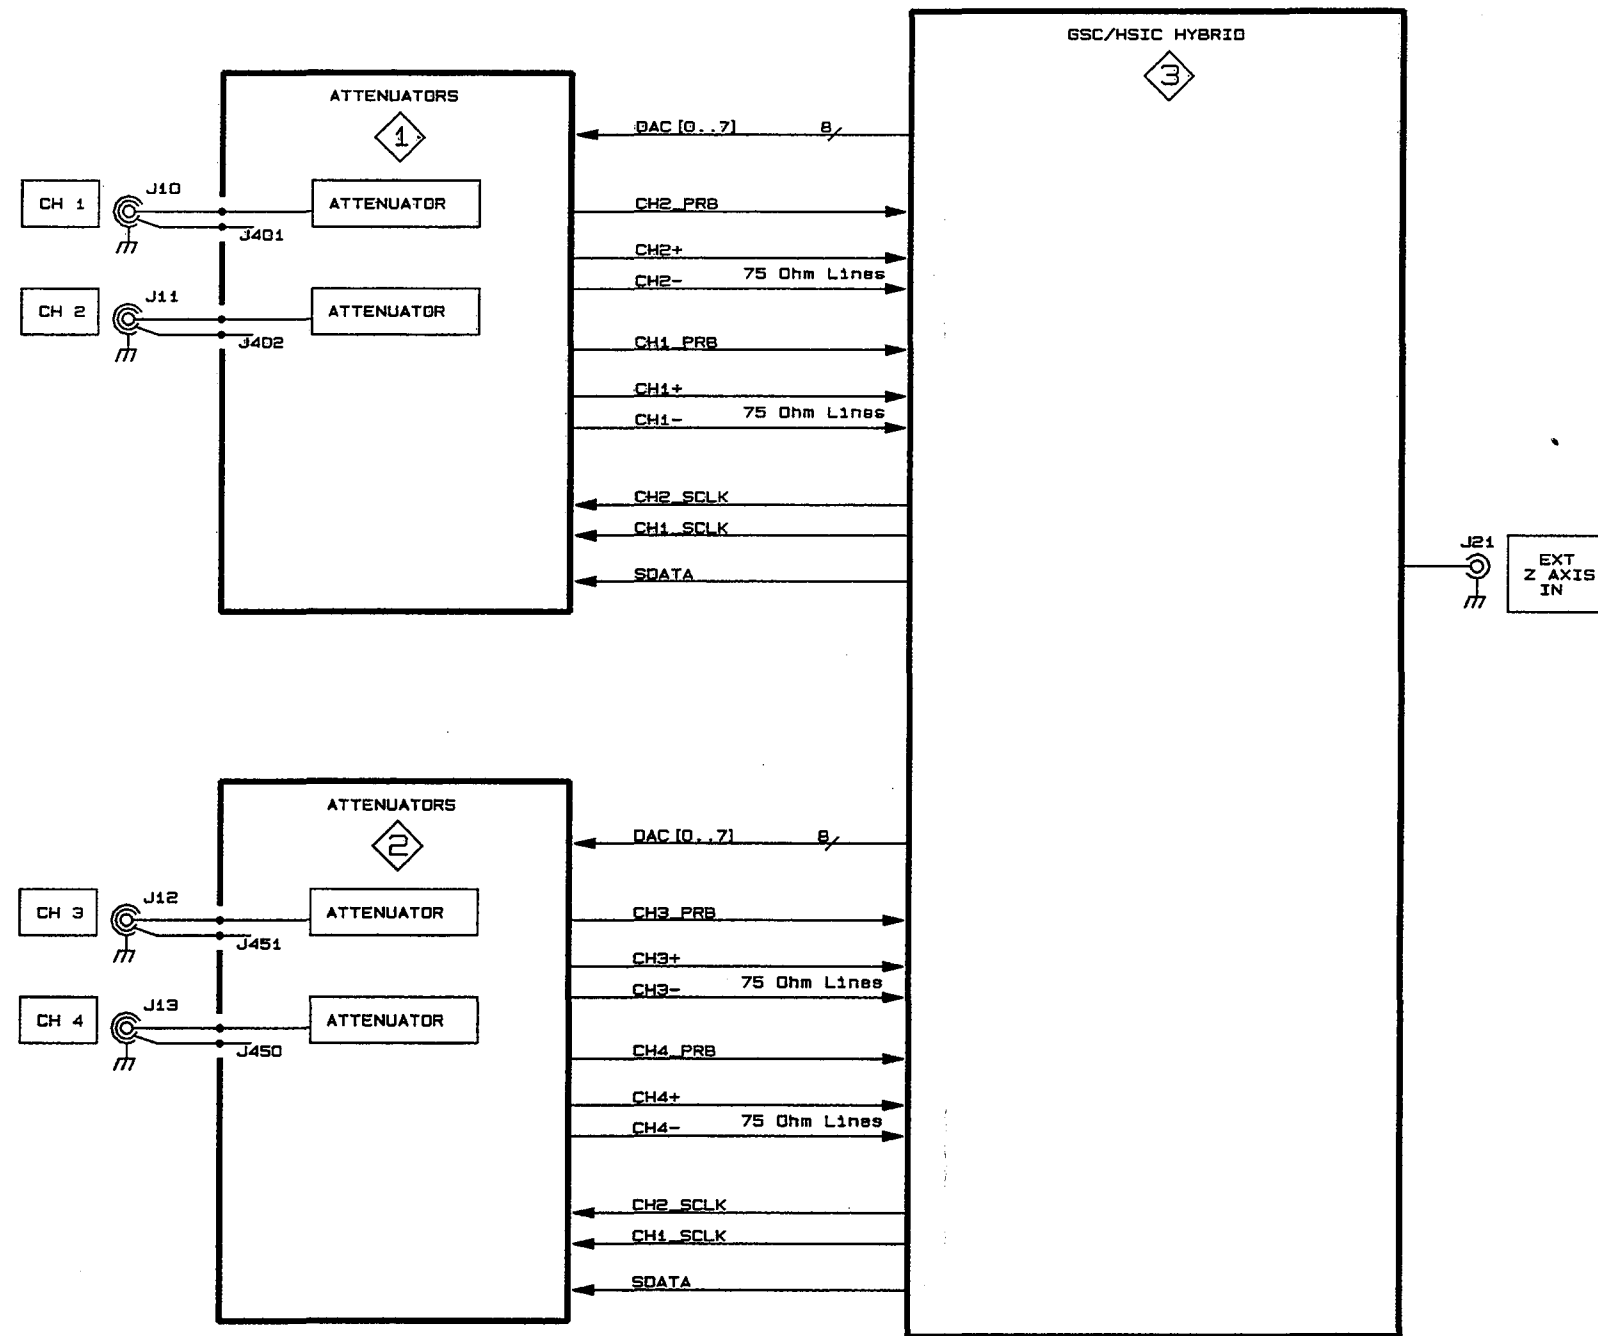 GSC/HSIC HYBRID
3
ATTENUATORS
1
DAC [0..7] 8
CH 1
J10
ATTENUATOR
CH2_PRB
J401
CH2+
75 Ohm Lines
CH2-
CH 2
J11
ATTENUATOR
J402
CH1_PRB
CH1+
75 Ohm Lines
CH1-
CH2_SCLK
CH1_SCLK
SDATA
J21
EXT
Z AXIS
IN
ATTENUATORS
2
DAC [0..7] 8
CH 3
J12
ATTENUATOR
CH3_PRB
J451
CH3+
75 Ohm Lines
CH3-
CH 4
J13
ATTENUATOR
J450
CH4_PRB
CH4+
75 Ohm Lines
CH4-
CH2_SCLK
CH1_SCLK
SDATA